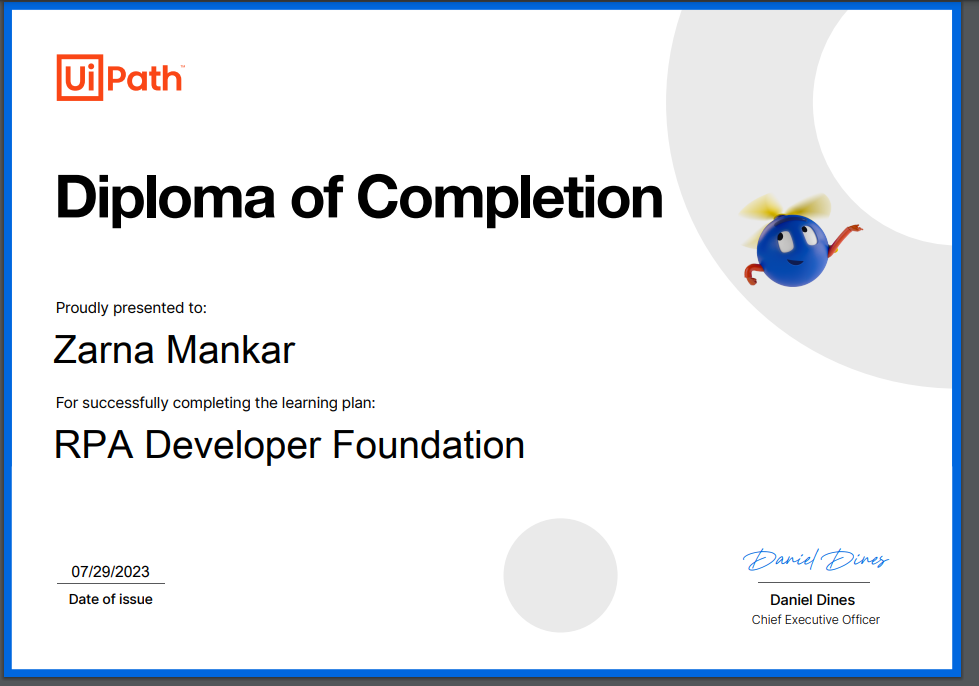 UiPath™
Diploma of Completion
Proudly presented to:
Zarna Mankar
For successfully completing the learning plan:
RPA Developer Foundation
07/29/2023
Date of issue
Daniel Dines
Daniel Dines
Chief Executive Officer